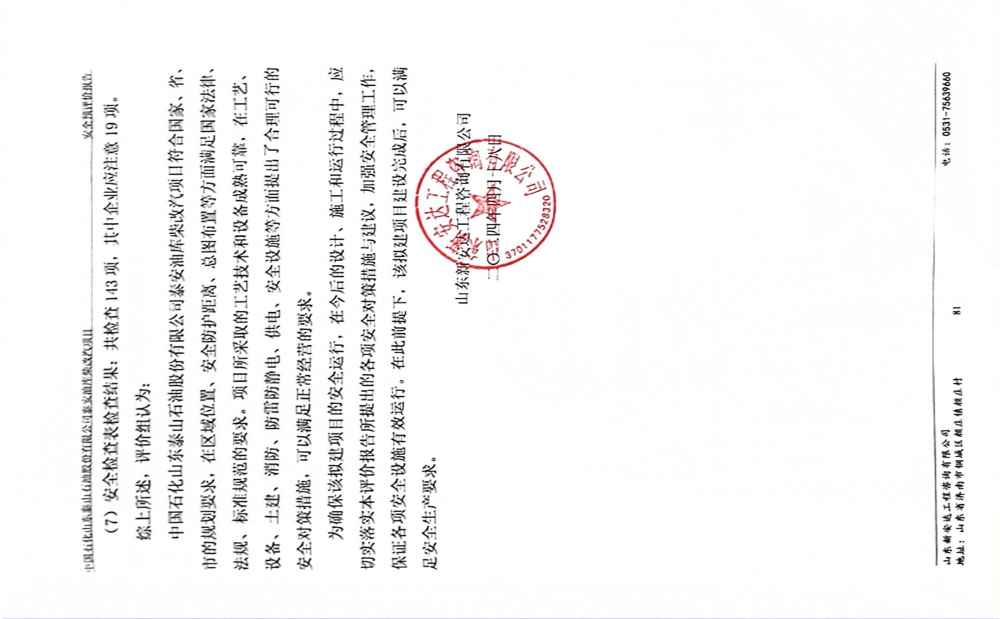 中国石化山东泰山石油股份有限公司泰安油库柴改汽项目 安全预评价报告
（7）安全检查表检查结果：共检查 143 项，其中企业应注意 19 项。
综上所述，评价组认为：
中国石化山东泰山石油股份有限公司泰安油库柴改汽项目符合国家、省、
市的规划要求，在区域位置、安全防护距离、总图布置等方面满足国家法律、
法规、标准规范的要求。项目所采取的工艺技术和设备成熟可靠，在工艺、
设备、土建、消防、防雷防静电、供电、安全设施等方面提出了合理可行的
安全对策措施，可以满足正常经营的要求。
为确保该拟建项目的安全运行，在今后的设计、施工和运行过程中，应
切实落实本评价报告所提出的各项安全对策措施与建议，加强安全管理工作，
保证各项安全设施有效运行。在此前提下，该拟建项目建设完成后，可以满
足安全生产要求。
山东新安达工程咨询有限公司
四年四月十八日
安达工程咨询有限公司
3701177528320
山东新安达工程咨询有限公司 电话：0531-75639660
地址：山东省济南市钢城区颜庄镇颜庄村 81